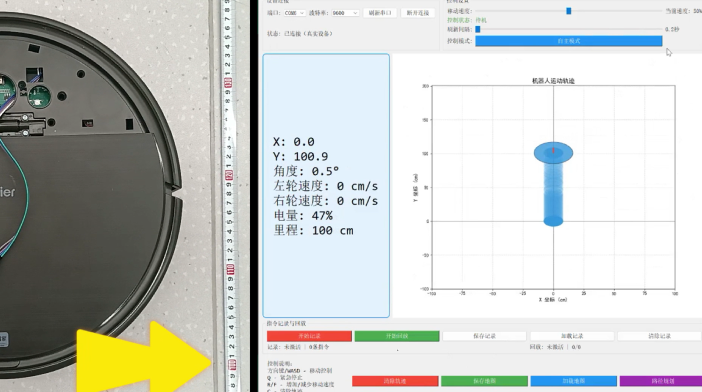 ier
端口: COM6 波特率: 9600 刷新串口 断开连接
状态: 已连接 (真实设备)
移动速度: 当前速度: 50%
控制状态: 停机
刷新间隔: 0.5秒
控制模式: 自主模式
X: 0.0
Y: 100.9
角度: 0.5°
左轮速度: 0 cm/s
右轮速度: 0 cm/s
电量: 47%
里程: 100 cm
机器人运动轨迹
200
150
100
50
0
-50
-100
-100 -75 -50 -25 0 25 50 75 100
Y 坐标 (cm)
X 坐标 (cm)
指令记录与回放
开始记录 开始回放 保存记录 加载记录 清除记录
记录: 未激活 | 0条指令 回放: 未激活 | 0/0
控制说明:
方向键/WASD - 移动控制
Q - 紧急停止
R/F - 增加/减少移动速度
清除轨迹 保存地图 加载地图